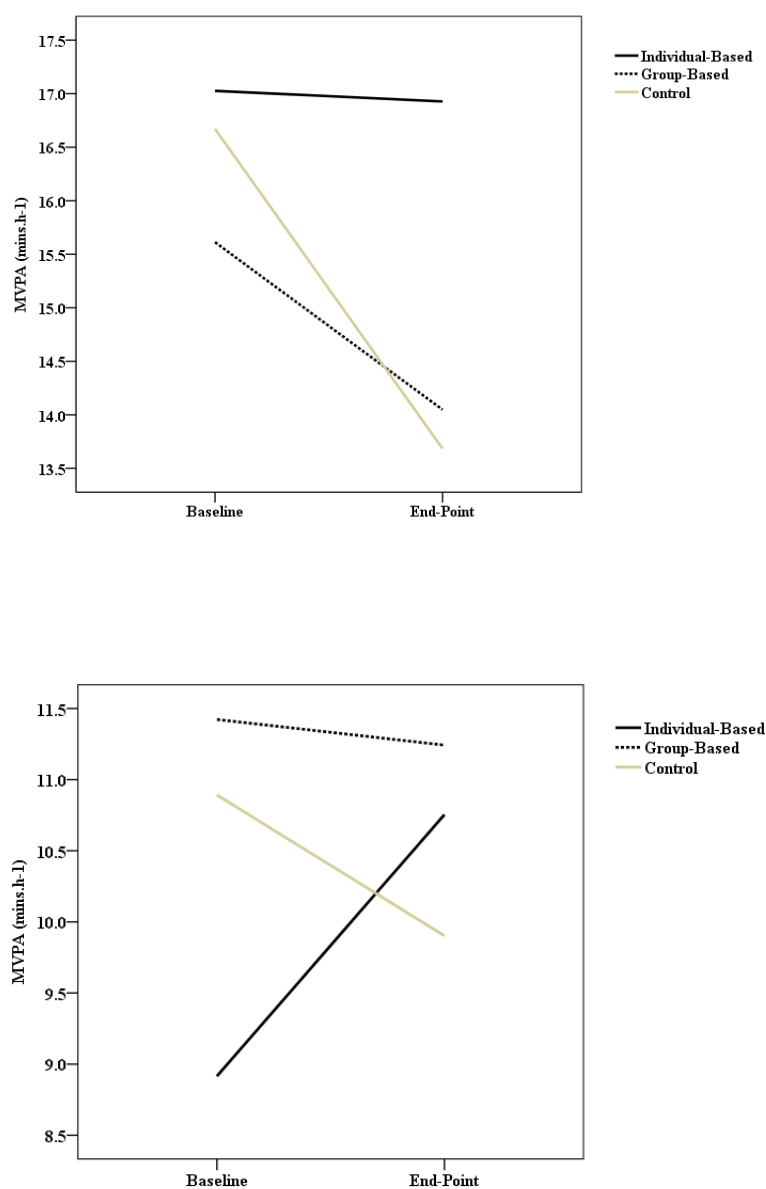 17.5
17.0
16.5
16.0
15.5
15.0
14.5
14.0
13.5
MVPA (mins.h-1)
Baseline
End-Point
Individual-Based
Group-Based
Control
11.5
11.0
10.5
10.0
9.5
9.0
8.5
MVPA (mins.h-1)
Baseline
End-Point
Individual-Based
Group-Based
Control